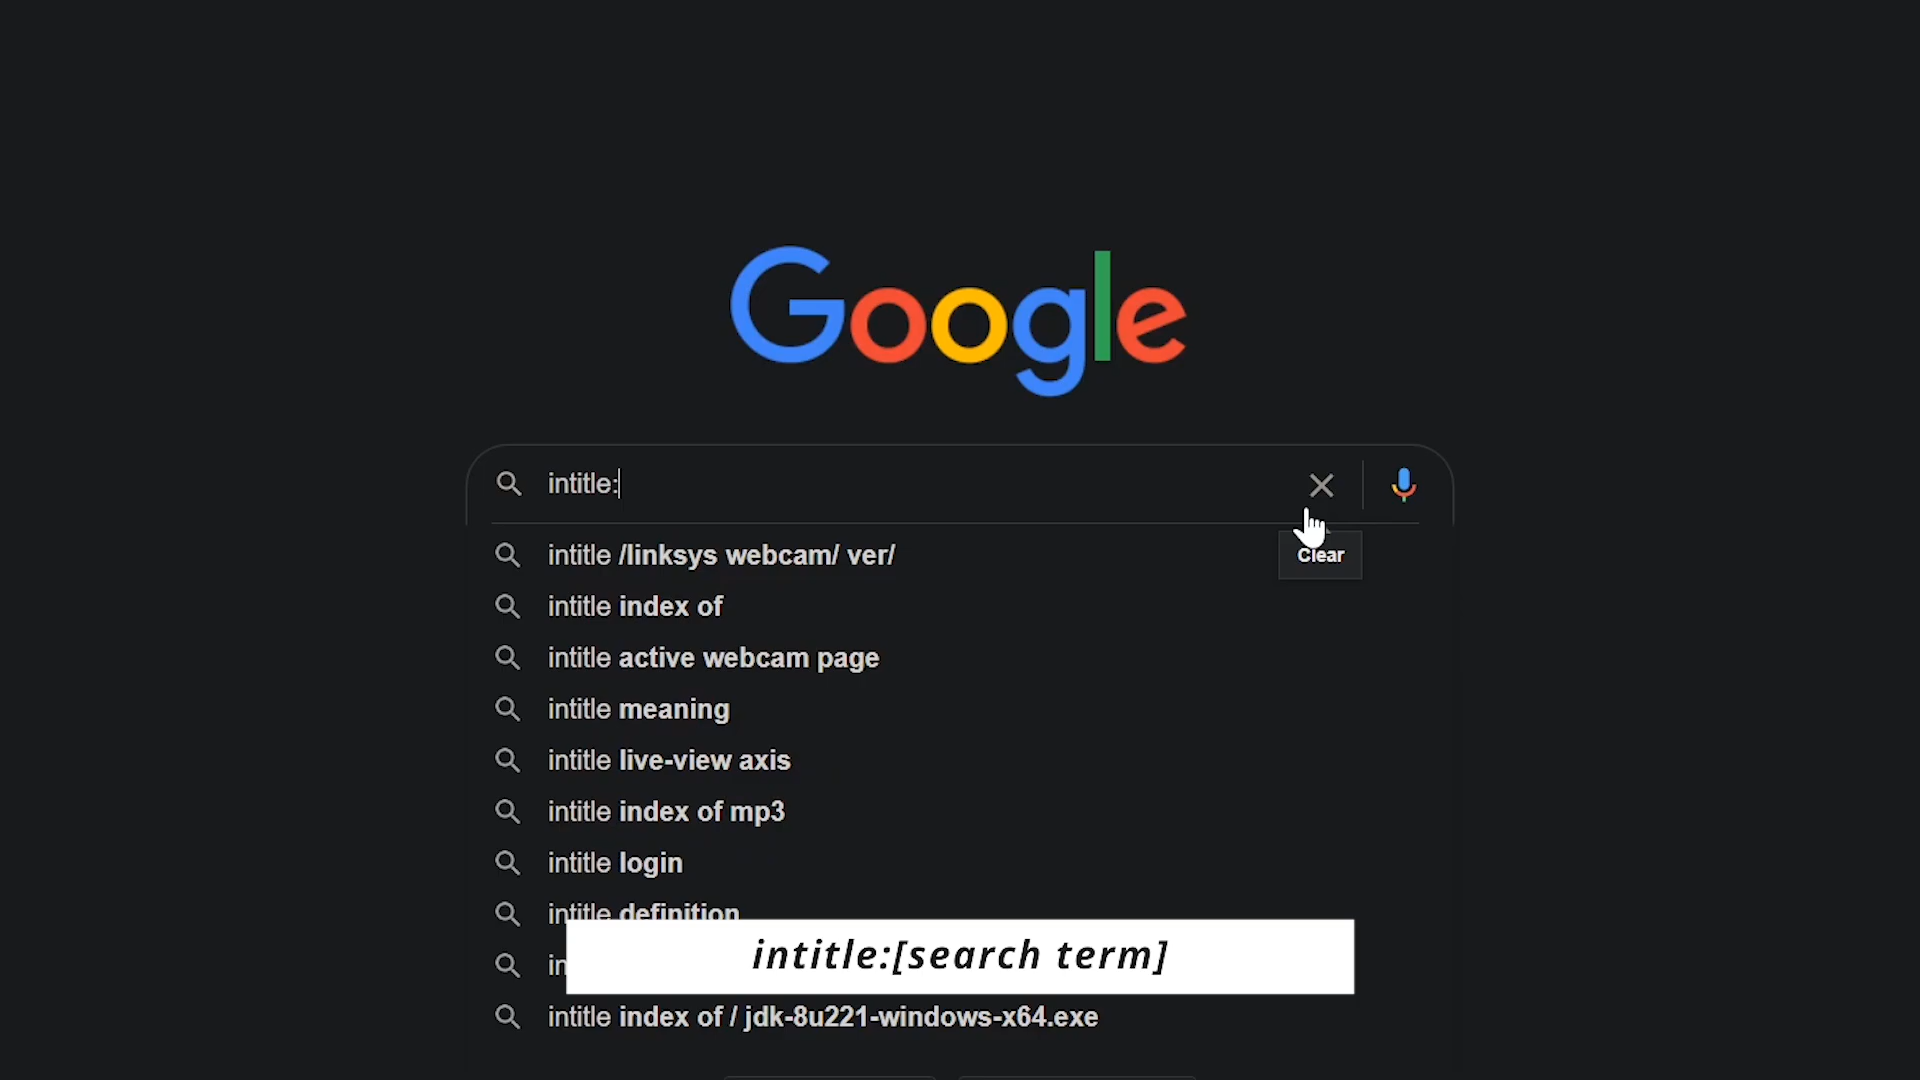 Google
intitle:
intitle /linksys webcam/ ver/
Clear
intitle index of
intitle active webcam page
intitle meaning
intitle live-view axis
intitle index of mp3
intitle login
intitle definition
in
intitle:[search term]
intitle index of / jdk-8u221-windows-x64.exe